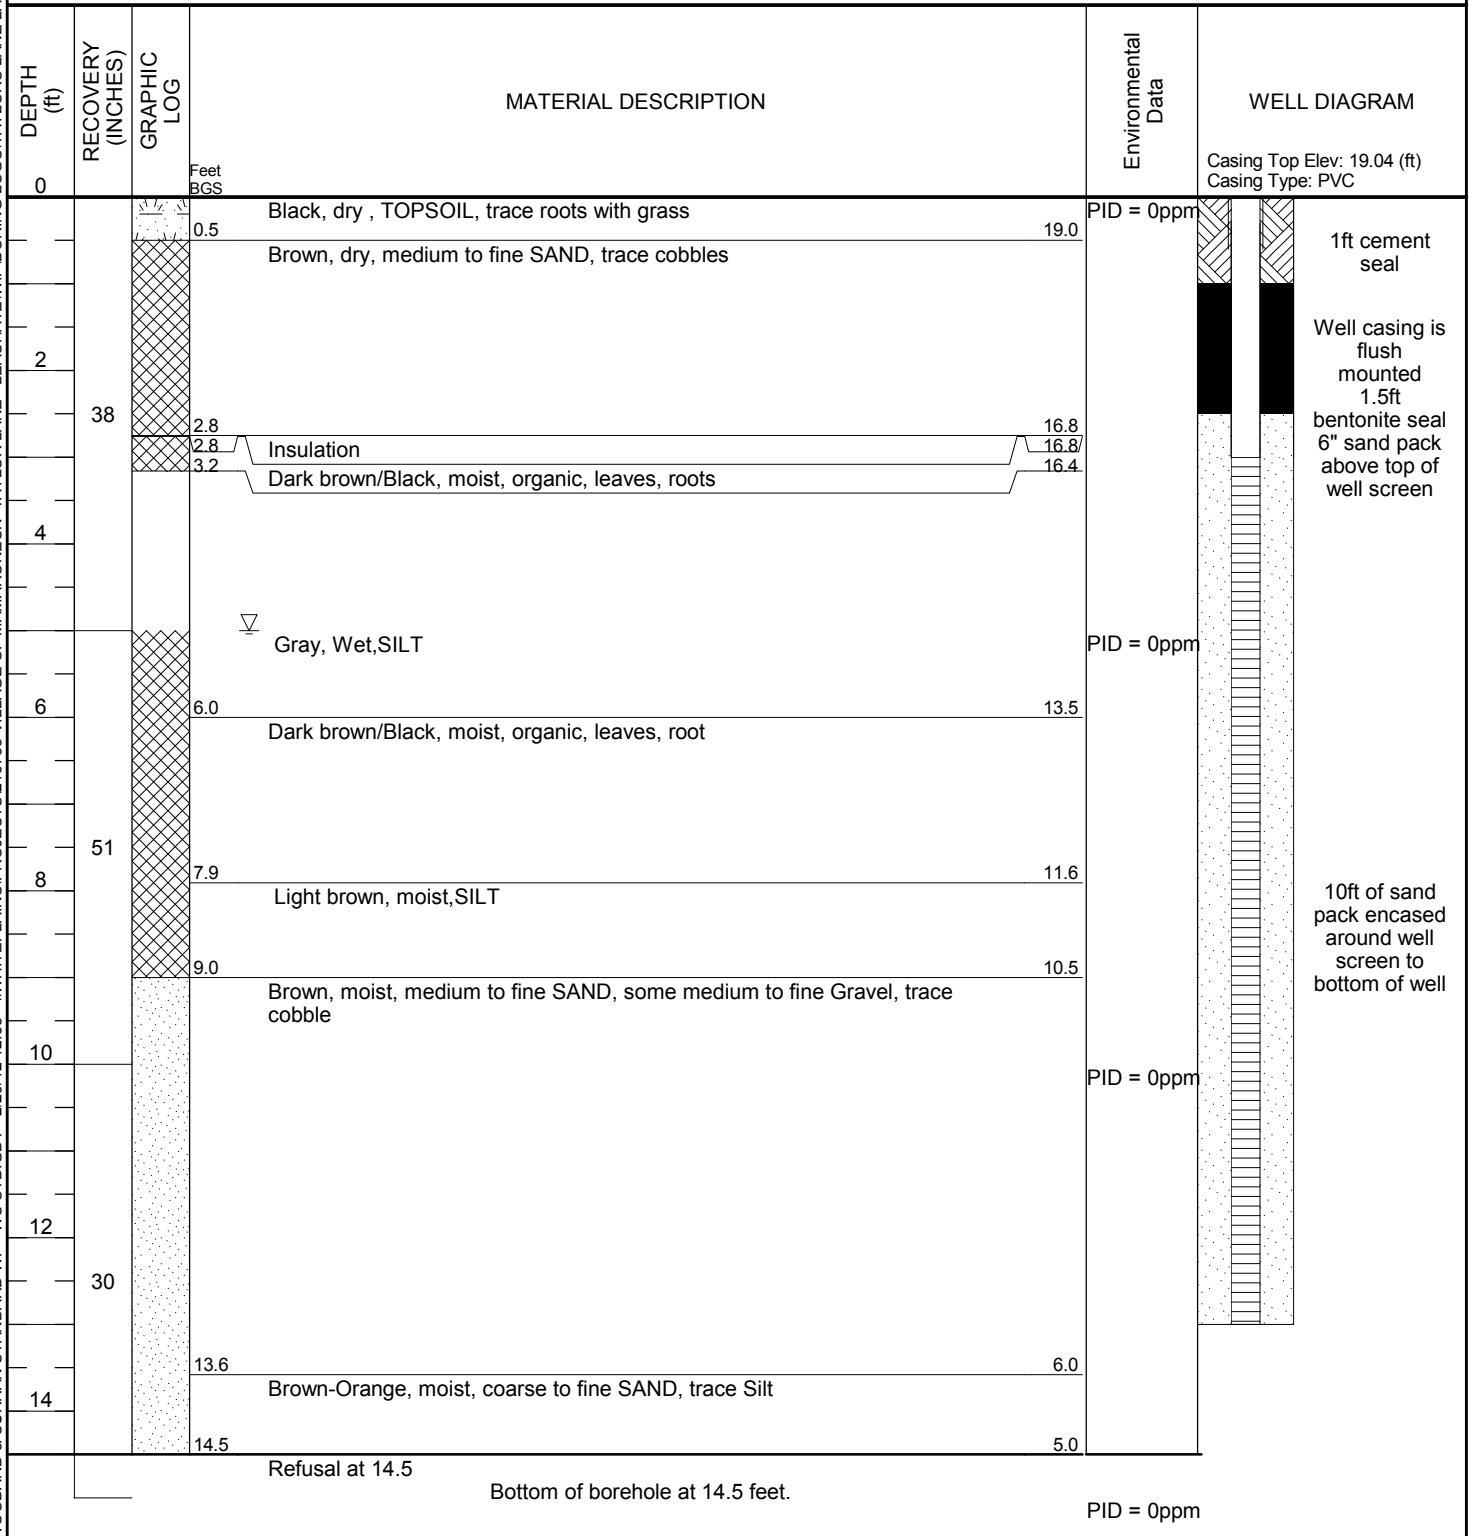 DEPTH
(ft)
RECOVERY
(INCHES)
GRAPHIC
LOG
MATERIAL DESCRIPTION
Environmental
Data
WELL DIAGRAM
Casing Top Elev: 19.04 (ft)
Casing Type: PVC
Feet
BGS
0
Black, dry , TOPSOIL, trace roots with grass
PID = 0ppm
0.5 19.0
Brown, dry, medium to fine SAND, trace cobbles
1ft cement
seal
2
Well casing is
flush
mounted
1.5ft
bentonite seal
6" sand pack
above top of
well screen
38
2.8 16.8
2.8 Insulation 16.8
3.2 16.4
Dark brown/Black, moist, organic, leaves, roots
4
Gray, Wet,SILT
PID = 0ppm
6
6.0 13.5
Dark brown/Black, moist, organic, leaves, root
51
7.9 11.6
8
Light brown, moist,SILT
10ft of sand
pack encased
around well
screen to
bottom of well
9.0 10.5
Brown, moist, medium to fine SAND, some medium to fine Gravel, trace
cobble
10
PID = 0ppm
12
30
13.6 6.0
Brown-Orange, moist, coarse to fine SAND, trace Silt
14
14.5 5.0
Refusal at 14.5
Bottom of borehole at 14.5 feet.
PID = 0ppm